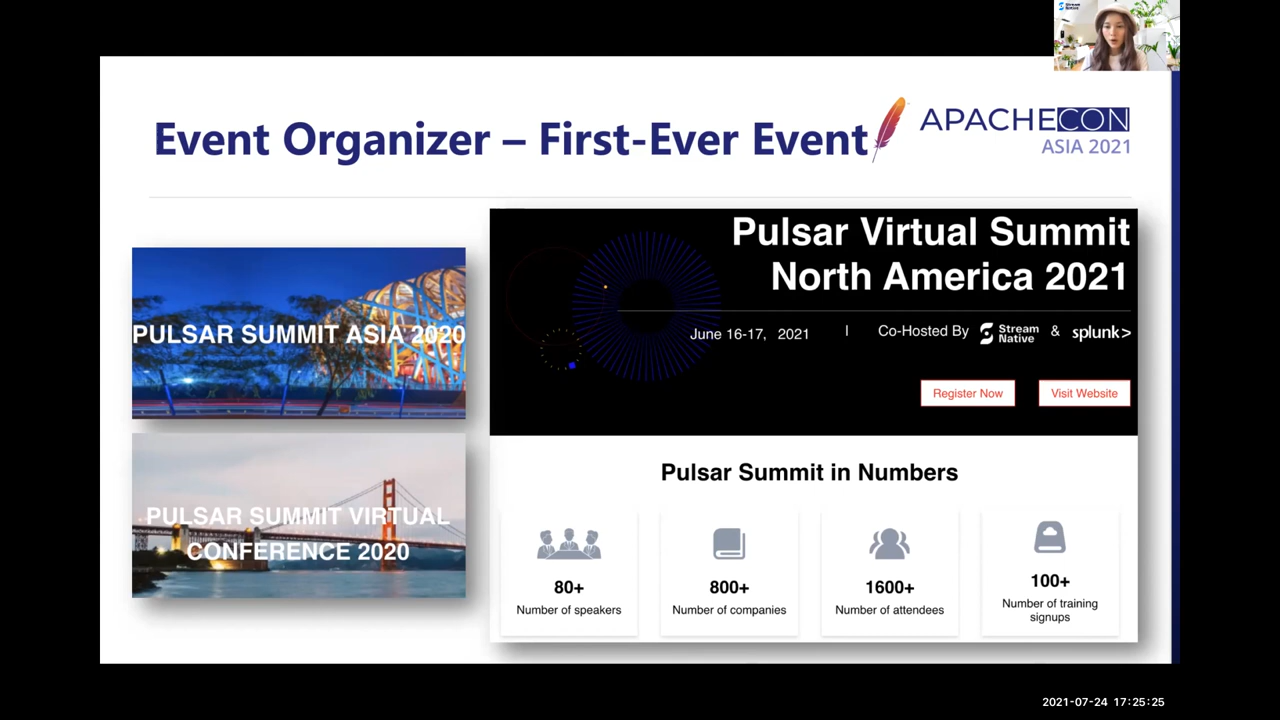 Stream
Native
Event Organizer – First-Ever Event
APACHECON
ASIA 2021
PULSAR SUMMIT ASIA 2020
PULSAR SUMMIT VIRTUAL
CONFERENCE 2020
Pulsar Virtual Summit
North America 2021
June 16-17, 2021 | Co-Hosted By Stream Native & splunk>
Register Now Visit Website
Pulsar Summit in Numbers
80+
Number of speakers
800+
Number of companies
1600+
Number of attendees
100+
Number of training
signups
2021-07-24 17:25:25